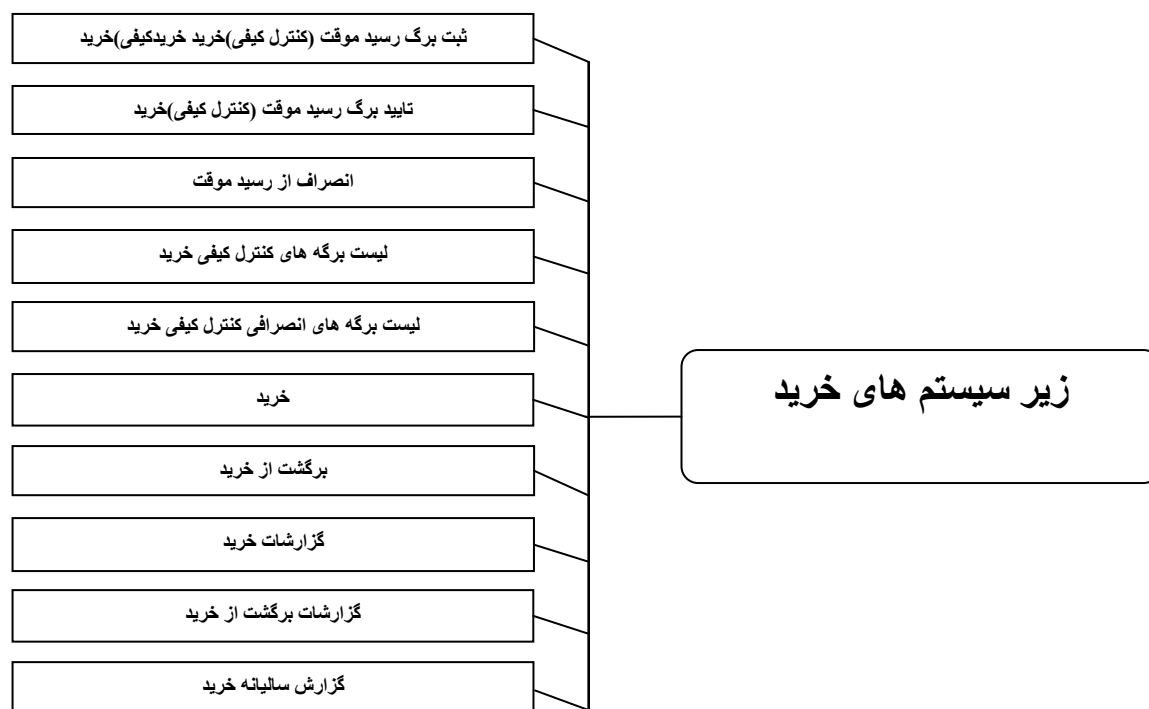 ثبت برگ رسید موقت (کنترل کیفی)خرید خریدکیفی)خرید
تایید برگ رسید موقت (کنترل کیفی)خرید
انصراف از رسید موقت
لیست برگه های کنترل کیفی خرید
لیست برگه های انصرافی کنترل کیفی خرید
زیر سیستم های خرید
خرید
برگشت از خرید
گزارشات خرید
گزارشات برگشت از خرید
گزارش سالیانه خرید